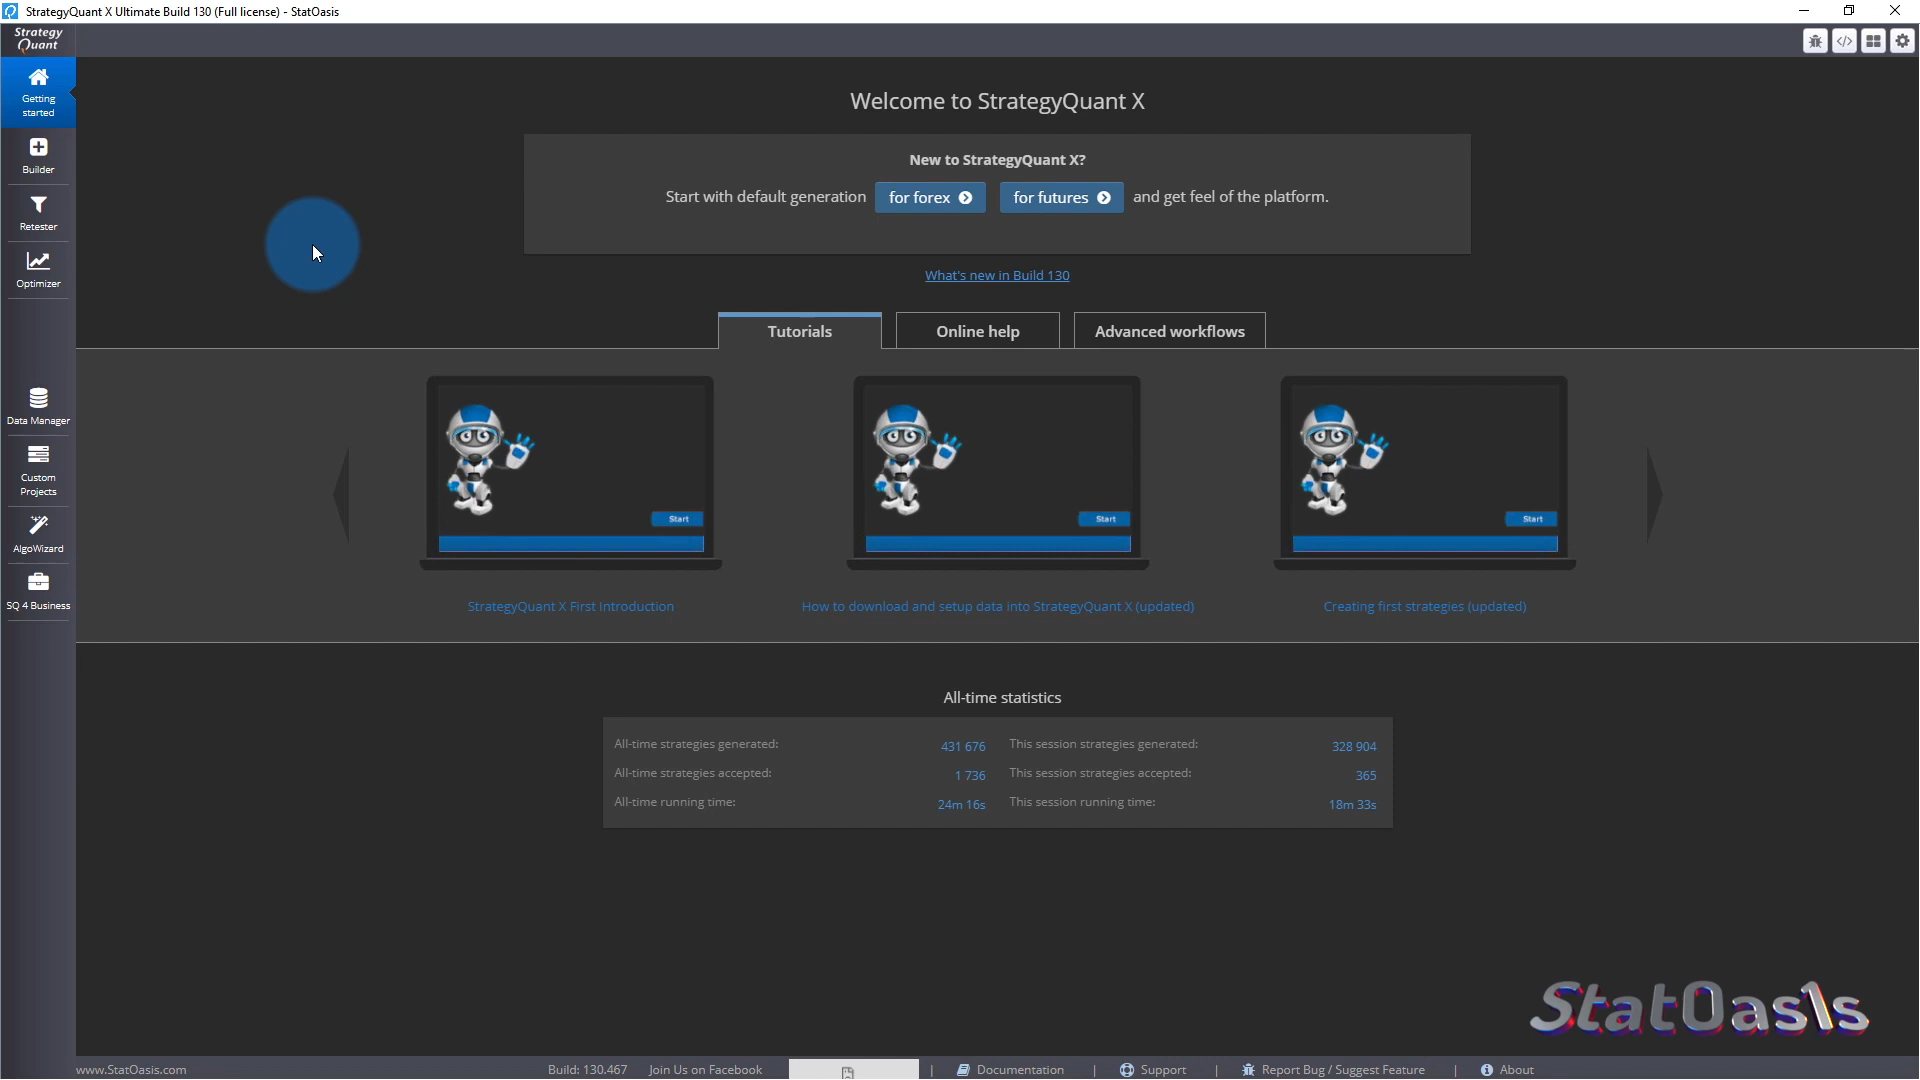 StrategyQuant X Ultimate Build 130 (Full license) - StatOasis
Strategy
Quant
Getting
started
Builder
Retester
Optimizer
Data Manager
Custom
Projects
AlgoWizard
SQ 4 Business
Welcome to StrategyQuant X
New to StrategyQuant X?
Start with default generation for forex for futures and get feel of the platform.
What's new in Build 130
Tutorials Online help Advanced workflows
Start Start Start
StrategyQuant X First Introduction
How to download and setup data into StrategyQuant X (updated)
Creating first strategies (updated)
All-time statistics
All-time strategies generated: 431 676 This session strategies generated: 328 904
All-time strategies accepted: 1 736 This session strategies accepted: 365
All-time running time: 24m 16s This session running time: 18m 33s
StatOas1s
www.StatOasis.com Build: 130.467 Join Us on Facebook | Documentation | Support | Report Bug / Suggest Feature | About